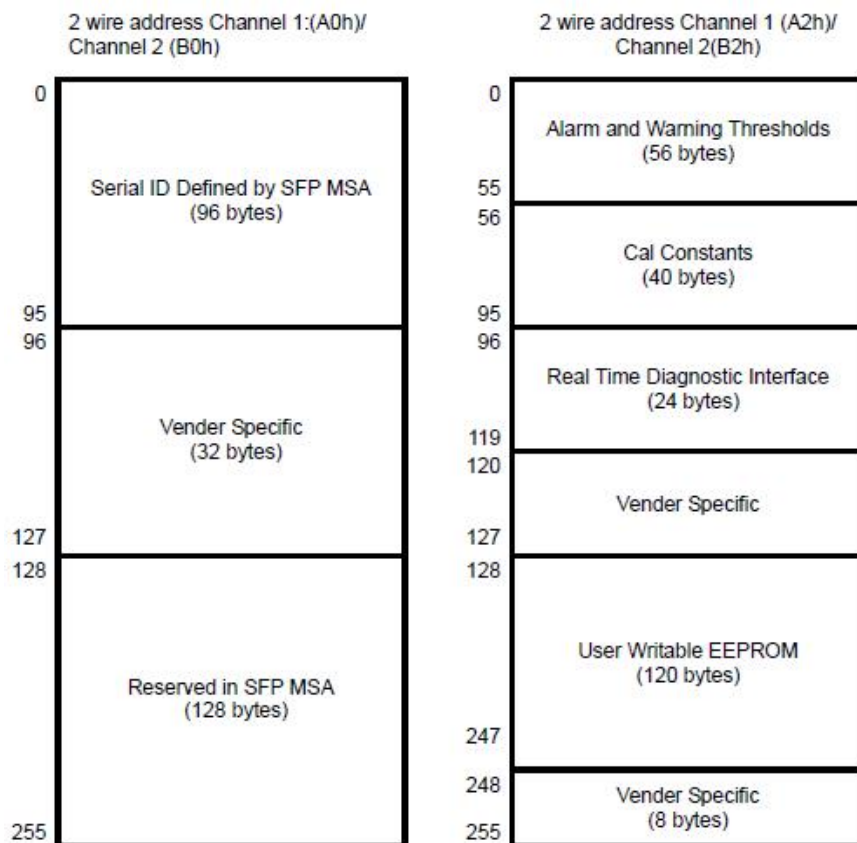 2 wire address Channel 1:(A0h)/
Channel 2 (B0h)
0
Serial ID Defined by SFP MSA
(96 bytes)
95
96
Vender Specific
(32 bytes)
127
128
Reserved in SFP MSA
(128 bytes)
255
2 wire address Channel 1 (A2h)/
Channel 2(B2h)
0
Alarm and Warning Thresholds
(56 bytes)
55
56
Cal Constants
(40 bytes)
95
96
Real Time Diagnostic Interface
(24 bytes)
119
120
Vender Specific
127
128
User Writable EEPROM
(120 bytes)
247
248
Vender Specific
(8 bytes)
255